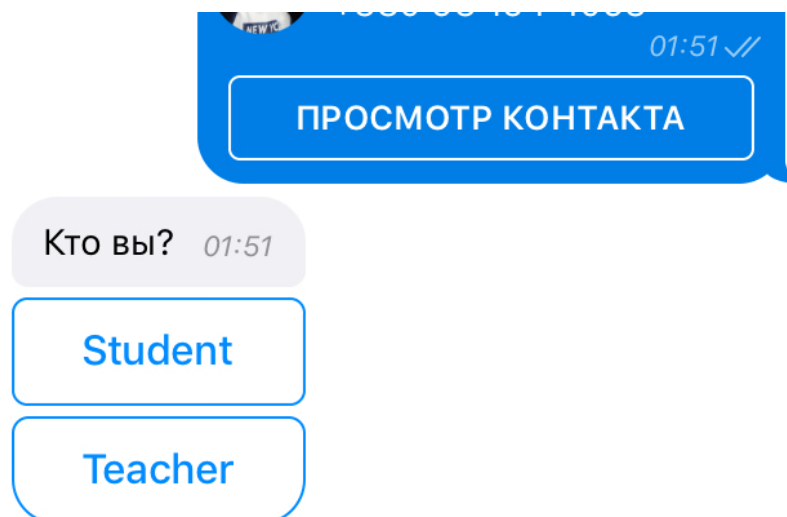 01:51
ПРОСМОТР КОНТАКТА
Кто вы? 01:51
Student
Teacher